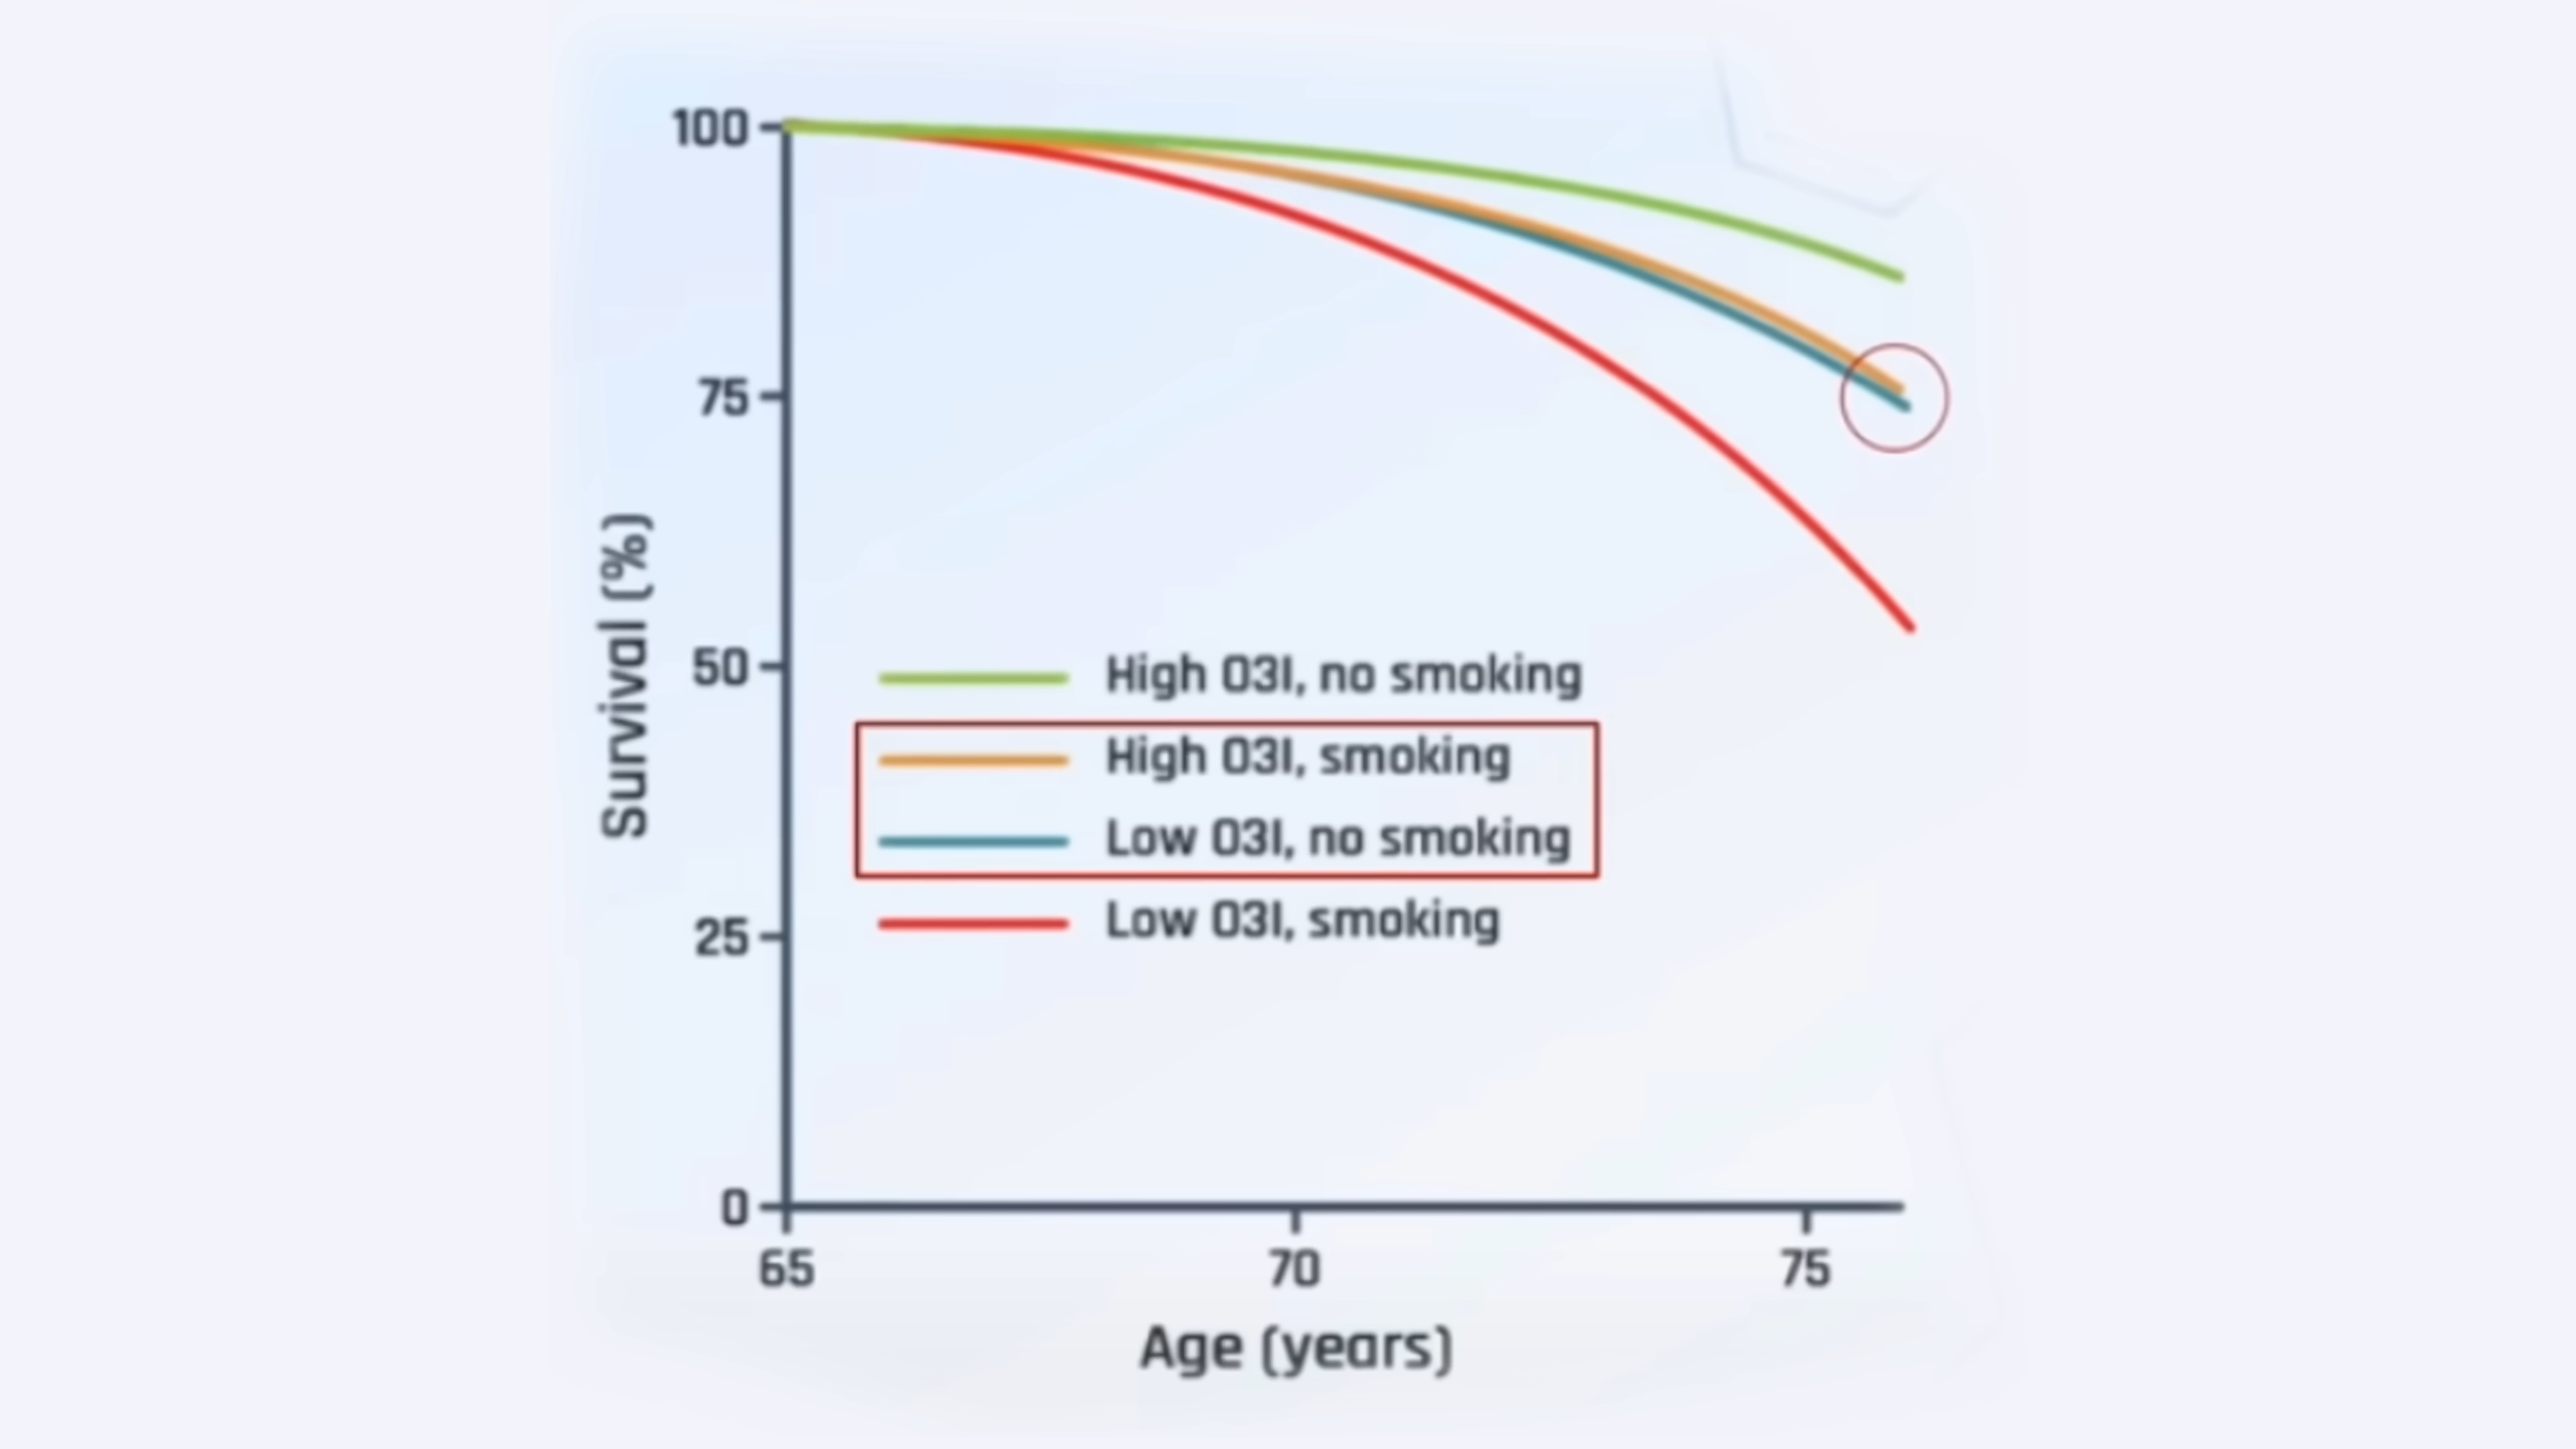 100
75
50
25
0
Survival (%)
High O3I, no smoking
High O3I, smoking
Low O3I, no smoking
Low O3I, smoking
65 70 75
Age (years)